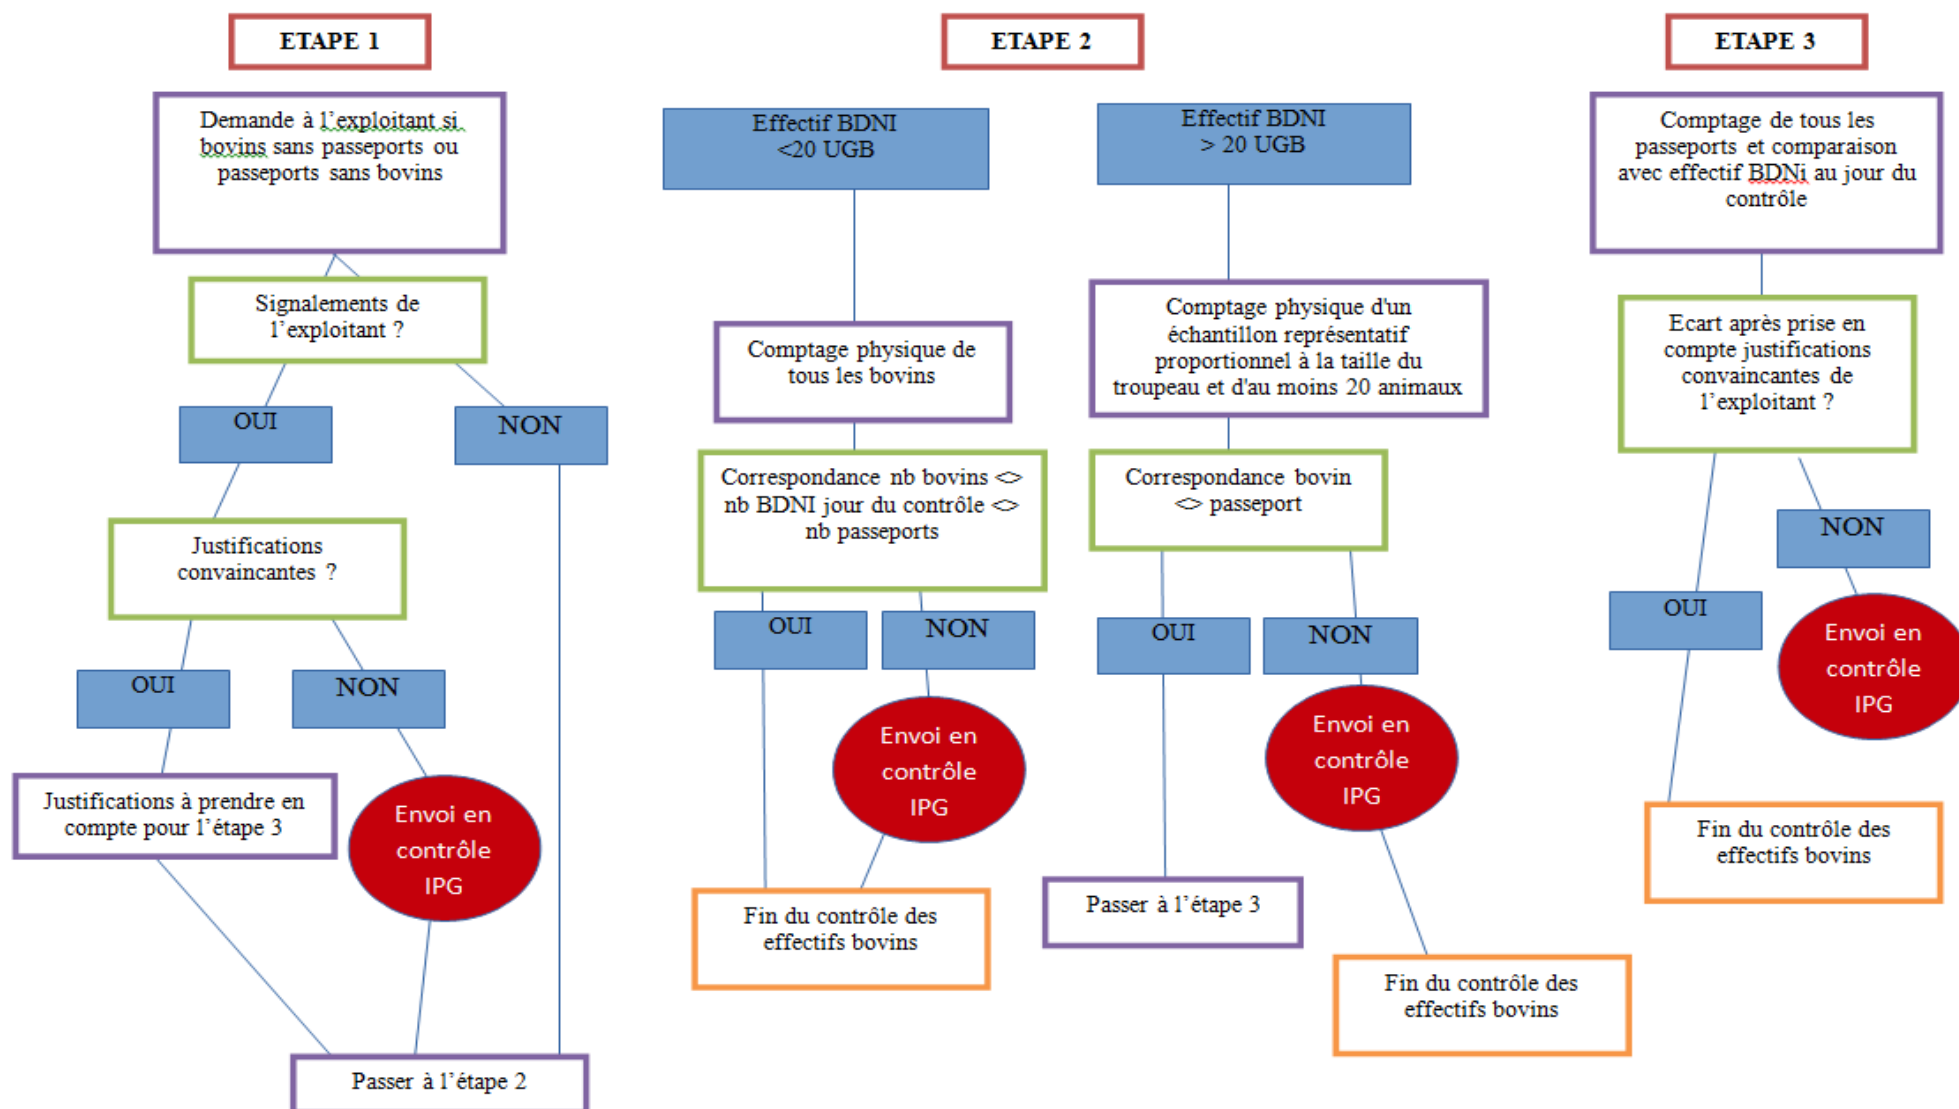 ETAPE 1
Demande à l'exploitant si
bovins sans passeports ou
passeports sans bovins
Signalements de
l'exploitant ?
OUI
NON
Justifications
convaincantes ?
OUI
NON
Justifications à prendre en
compte pour l'étape 3
Envoi en
contrôle
IPG
Passer à l'étape 2
ETAPE 2
Effectif BDNI
<20 UGB
Comptage physique de
tous les bovins
Correspondance nb bovins <>
nb BDNI jour du contrôle <>
nb passeports
OUI
NON
Envoi en
contrôle
IPG
Fin du contrôle des
effectifs bovins
Effectif BDNI
> 20 UGB
Comptage physique d'un
échantillon représentatif
proportionnel à la taille du
troupeau et d'au moins 20 animaux
Correspondance bovin
<> passeport
OUI
NON
Envoi en
contrôle
IPG
Passer à l'étape 3
Fin du contrôle des
effectifs bovins
ETAPE 3
Comptage de tous les
passeports et comparaison
avec effectif BDNi au jour du
contrôle
Ecart après prise en
compte justifications
convaincantes de
l'exploitant ?
NON
OUI
Envoi en
contrôle
IPG
Fin du contrôle des
effectifs bovins